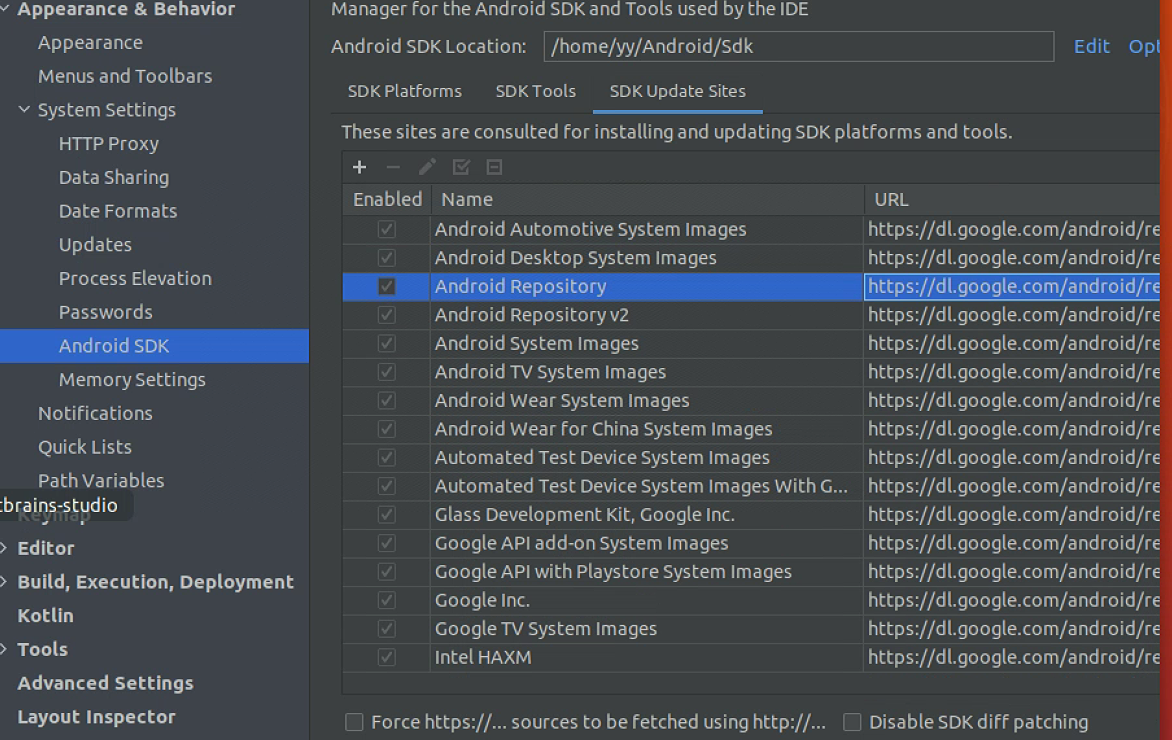 Appearance & Behavior
Appearance
Menus and Toolbars
System Settings
HTTP Proxy
Data Sharing
Date Formats
Updates
Process Elevation
Passwords
Android SDK
Memory Settings
Notifications
Quick Lists
Path Variables
tbrains-studio
Keymap
Editor
Build, Execution, Deployment
Kotlin
Tools
Advanced Settings
Layout Inspector
Manager for the Android SDK and Tools used by the IDE
Android SDK Location: /home/yy/Android/Sdk Edit Opt
SDK Platforms SDK Tools SDK Update Sites
These sites are consulted for installing and updating SDK platforms and tools.
Enabled Name URL
Android Automotive System Images https://dl.google.com/android/re
Android Desktop System Images https://dl.google.com/android/re
Android Repository https://dl.google.com/android/re
Android Repository v2 https://dl.google.com/android/re
Android System Images https://dl.google.com/android/re
Android TV System Images https://dl.google.com/android/re
Android Wear System Images https://dl.google.com/android/re
Android Wear for China System Images https://dl.google.com/android/re
Automated Test Device System Images https://dl.google.com/android/re
Automated Test Device System Images With G... https://dl.google.com/android/re
Glass Development Kit, Google Inc. https://dl.google.com/android/re
Google API add-on System Images https://dl.google.com/android/re
Google API with Playstore System Images https://dl.google.com/android/re
Google Inc. https://dl.google.com/android/re
Google TV System Images https://dl.google.com/android/re
Intel HAXM https://dl.google.com/android/re
Force https://... sources to be fetched using http://... Disable SDK diff patching